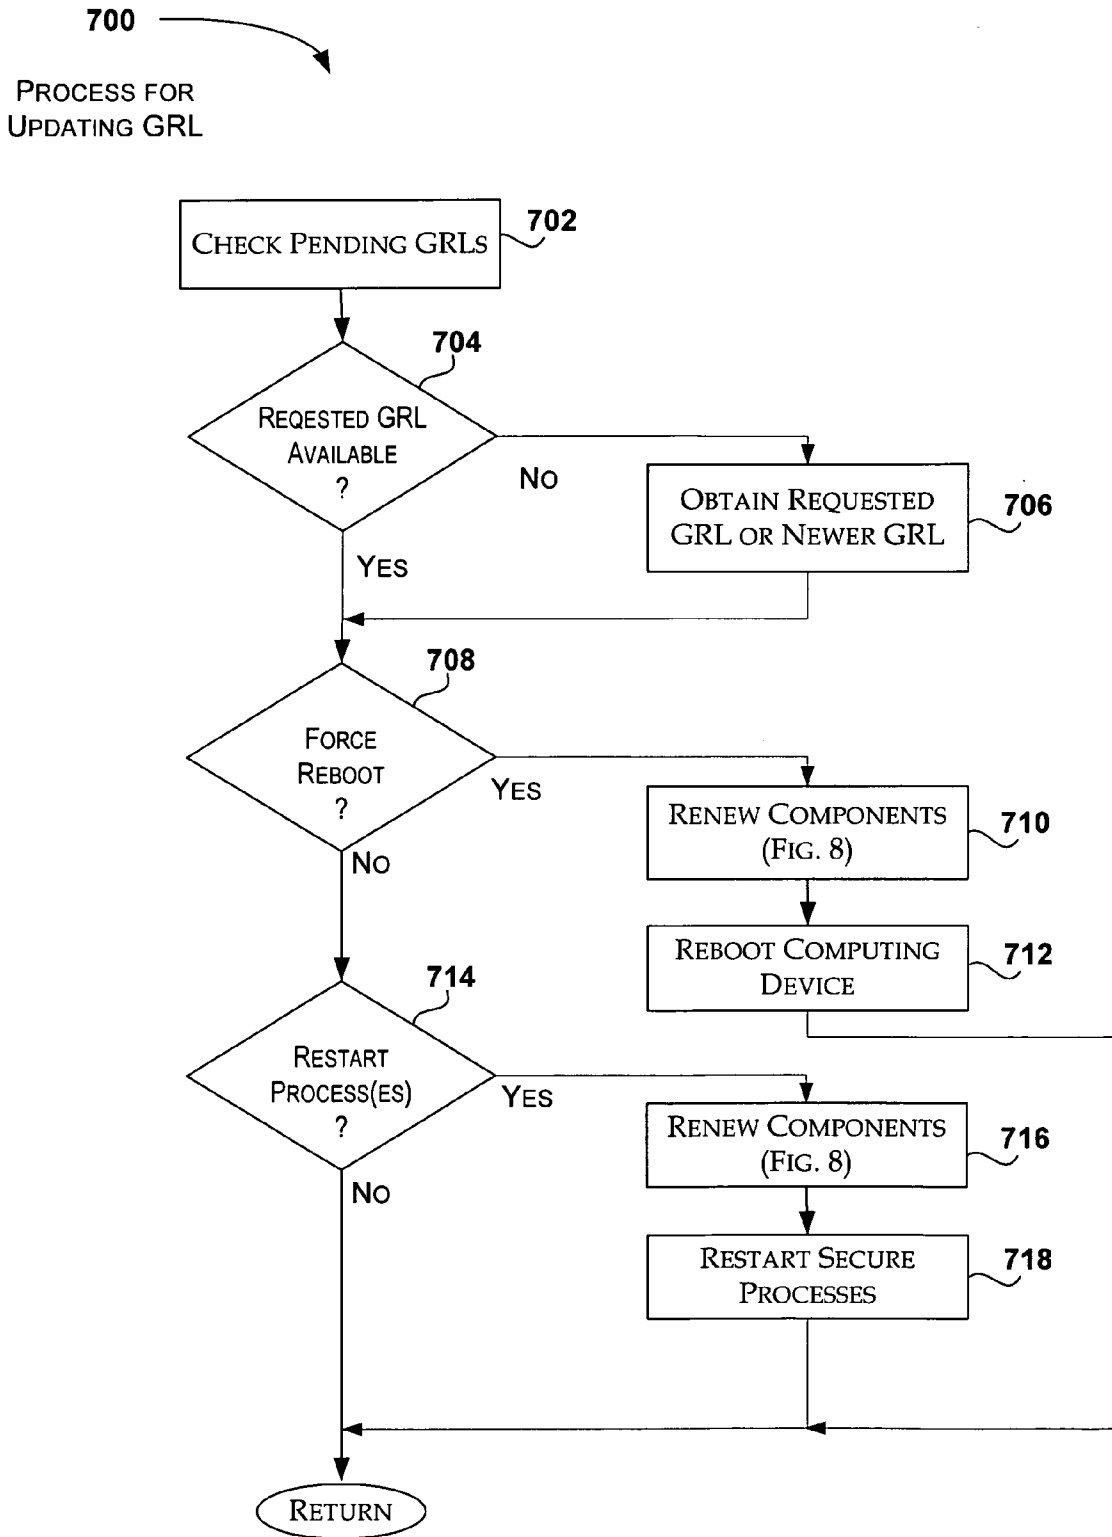 700
PROCESS FOR
UPDATING GRL
CHECK PENDING GRLS
702
704
REQESTED GRL
AVAILABLE
?
NO
YES
OBTAIN REQUESTED
GRL OR NEWER GRL
706
708
FORCE
REBOOT
?
YES
NO
RENEW COMPONENTS
(FIG. 8)
710
REBOOT COMPUTING
DEVICE
712
714
RESTART
PROCESS(ES)
?
YES
NO
RENEW COMPONENTS
(FIG. 8)
716
RESTART SECURE
PROCESSES
718
RETURN